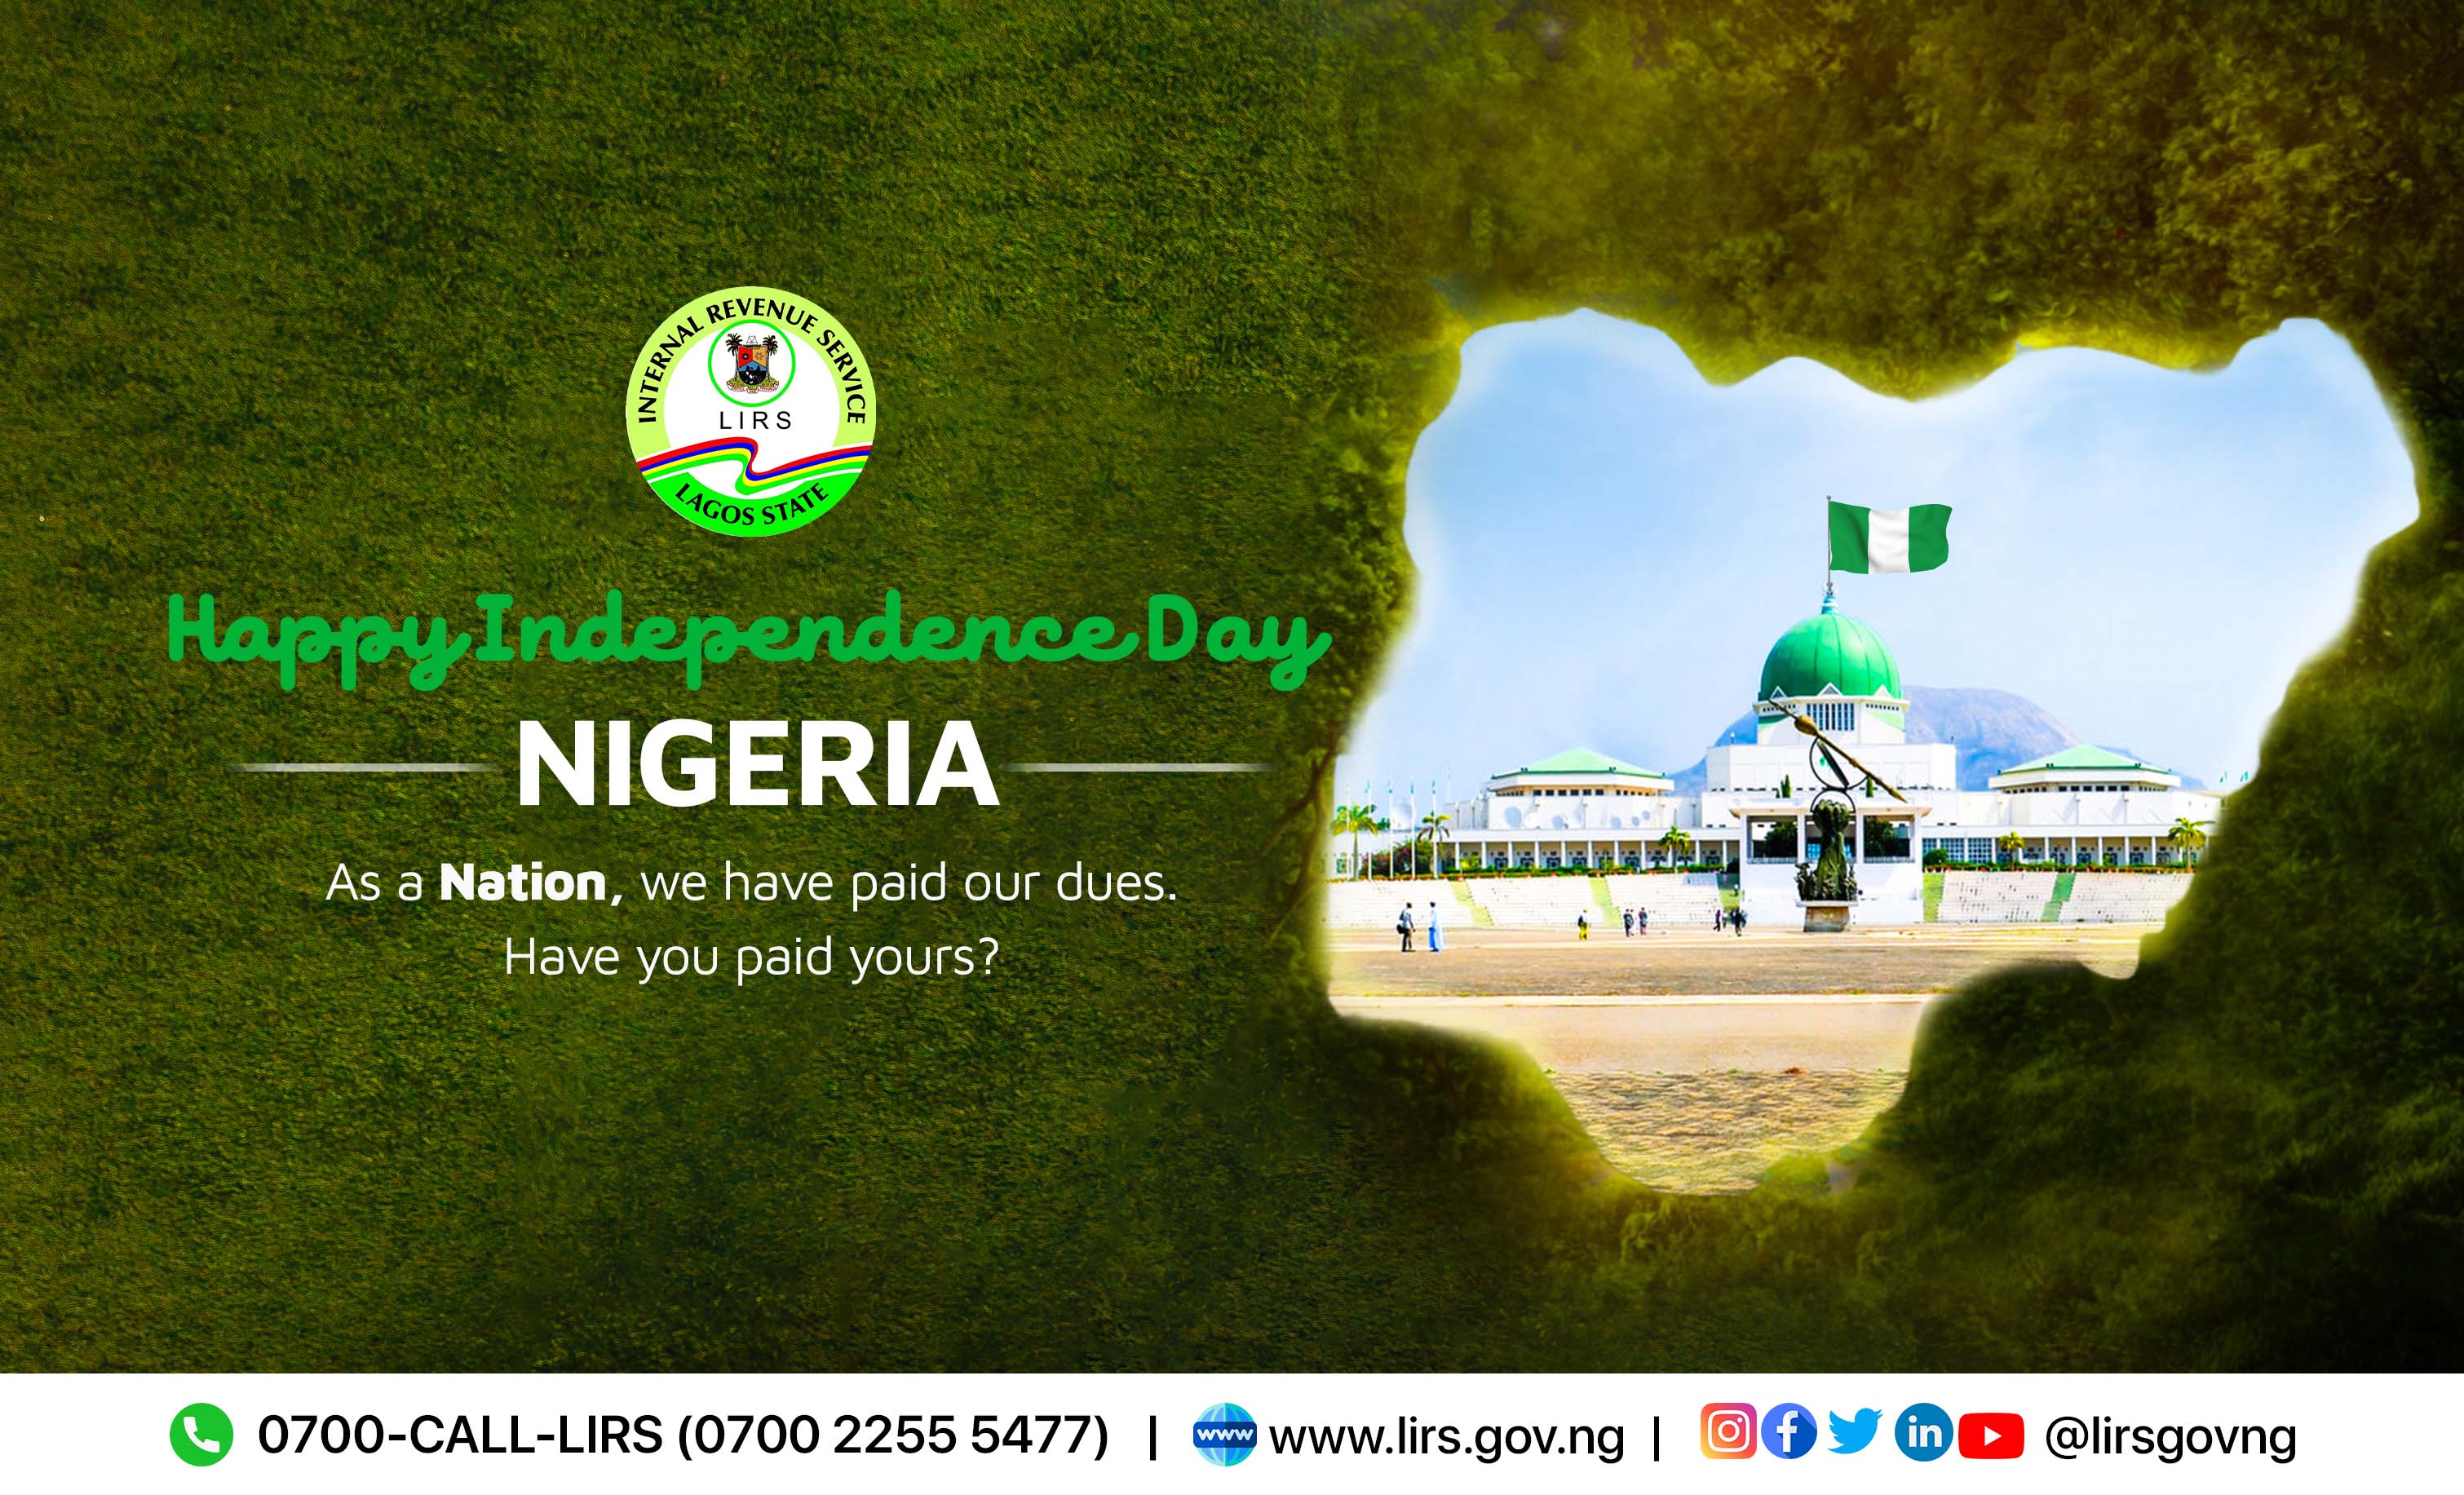 INTERNAL REVENUE SERVICE
LIRS
LAGOS STATE
Happy Independence Day
NIGERIA
As a Nation, we have paid our dues.
Have you paid yours?
0700-CALL-LIRS (0700 2255 5477) | www www.lirs.gov.ng | in @lirsgovng